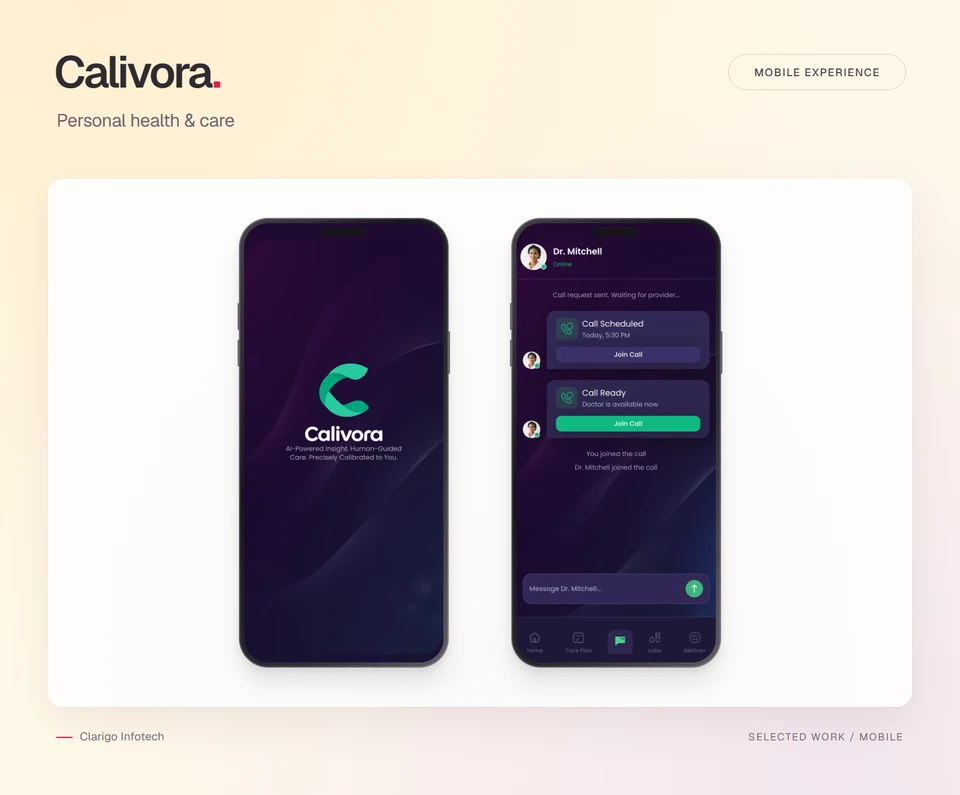 Calivora.
MOBILE EXPERIENCE
Personal health & care
Calivora
AI-Powered Insight. Human-Guided
Care. Precisely Calibrated to You.
Dr. Mitchell
Online
Call request sent. Waiting for provider...
Call Scheduled
Today, 5:30 PM
Join Call
Call Ready
Doctor is available now
Join Call
You joined the call
Dr. Mitchell joined the call
Message Dr. Mitchell...
Home
Care Plan
Labs
Clarigo Infotech
SELECTED WORK / MOBILE